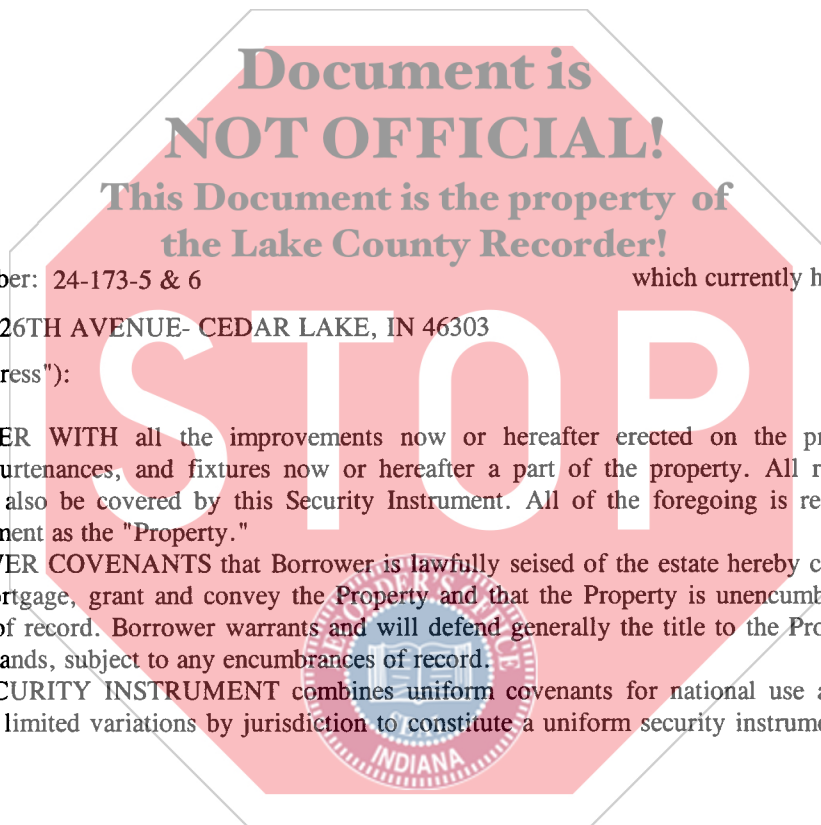 Document is
NOT OFFICIAL!
This Document is the property of
the Lake County Recorder!
ber: 24-173-5 & 6 which currently h
26TH AVENUE- CEDAR LAKE, IN 46303
ress"):
STOP
ER WITH all the improvements now or hereafter erected on the pr
urtenances, and fixtures now or hereafter a part of the property. All r
also be covered by this Security Instrument. All of the foregoing is re
ment as the "Property."
VER COVENANTS that Borrower is lawfully seised of the estate hereby c
rtgage, grant and convey the Property and that the Property is unencumb
of record. Borrower warrants and will defend generally the title to the Pro
ands, subject to any encumbrances of record.
CURITY INSTRUMENT combines uniform covenants for national use a
limited variations by jurisdiction to constitute a uniform security instrume
RECORDER'S OFFICE
SEAL
INDIANA